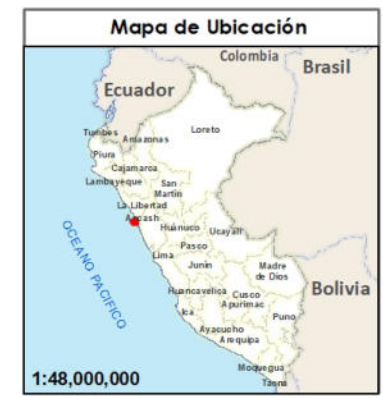 Mapa de Ubicación
Colombia
Brasil
Ecuador
Tumbes
Amazonas
Loreto
Piura
Cajamarca
Lambayeque
San
Martín
La Libertad
Ancash
Huánuco
Ucayali
Pasco
Lima
Junín
Madre
de Dios
Huancavelica
Cusco
Apurimac
Bolivia
Ica
Puno
Ayacucho
Arequipa
Moquegua
Tacna
OCEANO PACIFICO
1:48,000,000